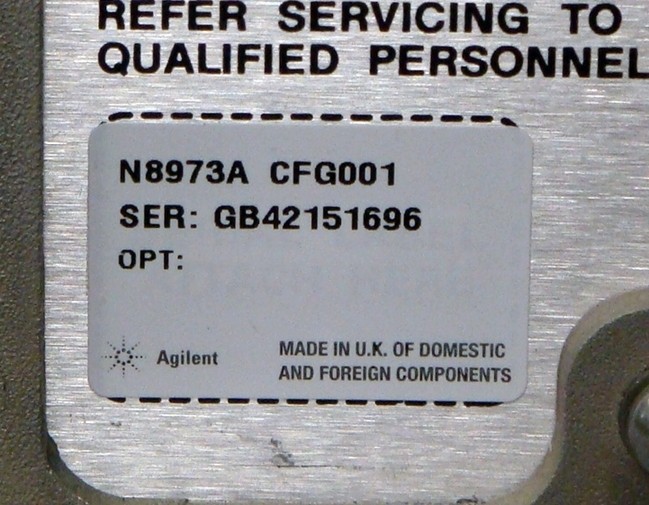 REFER SERVICING TO
QUALIFIED PERSONNEL
N8973A CFG001
SER: GB42151696
OPT:
Agilent
MADE IN U.K. OF DOMESTIC
AND FOREIGN COMPONENTS